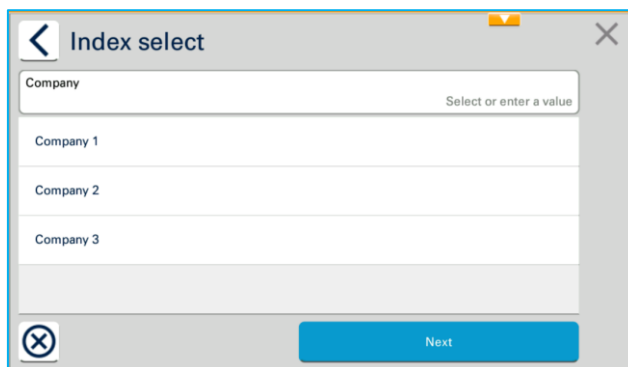 Index select
Company
Select or enter a value
Company 1
Company 2
Company 3
Next